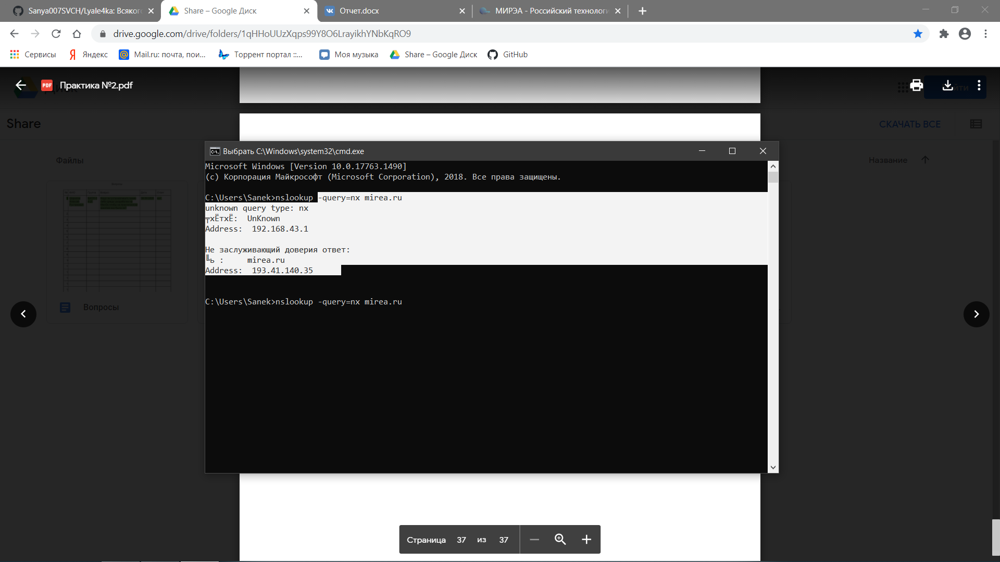 Sanya007SVCH/Lyale4ka: Всяког
Share – Google Диск
Отчет.docx
МИРЭА - Российский технологи
drive.google.com/drive/folders/1qHHoUUzXqps99Y8O6LrayikhYNbKqRO9
Сервисы
Яндекс
Mail.ru: почта, пои...
Торрент портал ::...
Моя музыка
Share – Google Диск
GitHub
PDF
Практика №2.pdf
Share
СКАЧАТЬ ВСЕ
Файлы
Название
Вопросы
Выбрать C:\Windows\system32\cmd.exe
Microsoft Windows [Version 10.0.17763.1490]
(c) Корпорация Майкрософт (Microsoft Corporation), 2018. Все права защищены.
C:\Users\Sanek>nslookup -query=nx mirea.ru
unknown query type: nx
╤хЁтхЁ:  UnKnown
Address:  192.168.43.1
Не заслуживающий доверия ответ:
╚ь :     mirea.ru
Address:  193.41.140.35
C:\Users\Sanek>nslookup -query=nx mirea.ru
Страница 37 из 37